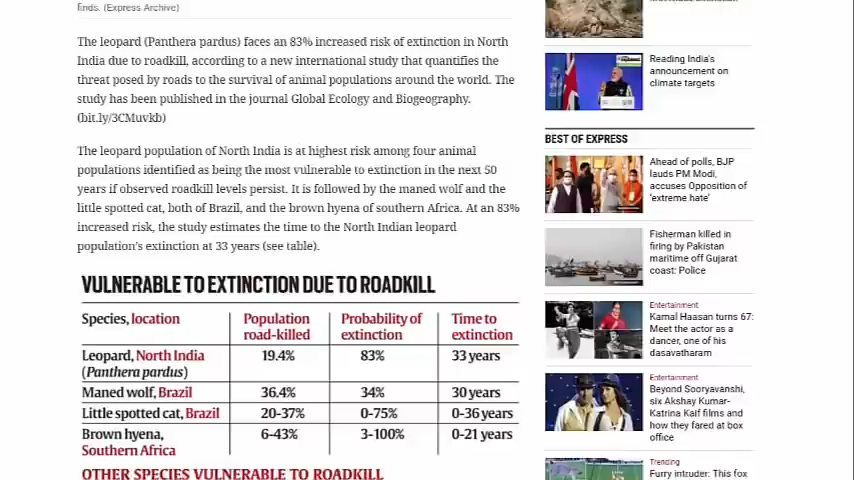 finds. (Express Archive)
The leopard (Panthera pardus) faces an 83% increased risk of extinction in North
India due to roadkill, according to a new international study that quantifies the
threat posed by roads to the survival of animal populations around the world. The
study has been published in the journal Global Ecology and Biogeography.
(bit.ly/3CMuvkb)
The leopard population of North India is at highest risk among four animal
populations identified as being the most vulnerable to extinction in the next 50
years if observed roadkill levels persist. It is followed by the maned wolf and the
little spotted cat, both of Brazil, and the brown hyena of southern Africa. At an 83%
increased risk, the study estimates the time to the North Indian leopard
population's extinction at 33 years (see table).
VULNERABLE TO EXTINCTION DUE TO ROADKILL
Species, location Population road-killed Probability of extinction Time to extinction
Leopard, North India (Panthera pardus) 19.4% 83% 33 years
Maned wolf, Brazil 36.4% 34% 30 years
Little spotted cat, Brazil 20-37% 0-75% 0-36 years
Brown hyena, Southern Africa 6-43% 3-100% 0-21 years
OTHER SPECIES VULNERABLE TO ROADKILL
Reading India's
announcement on
climate targets
BEST OF EXPRESS
Ahead of polls, BJP
lauds PM Modi,
accuses Opposition of
'extreme hate'
Fisherman killed in
firing by Pakistan
maritime off Gujarat
coast: Police
Entertainment
Kamal Haasan turns 67:
Meet the actor as a
dancer, one of his
dasavatharam
Entertainment
Beyond Sooryavanshi,
six Akshay Kumar-
Katrina Kaif films and
how they fared at box
office
Trending
Furry intruder: This fox